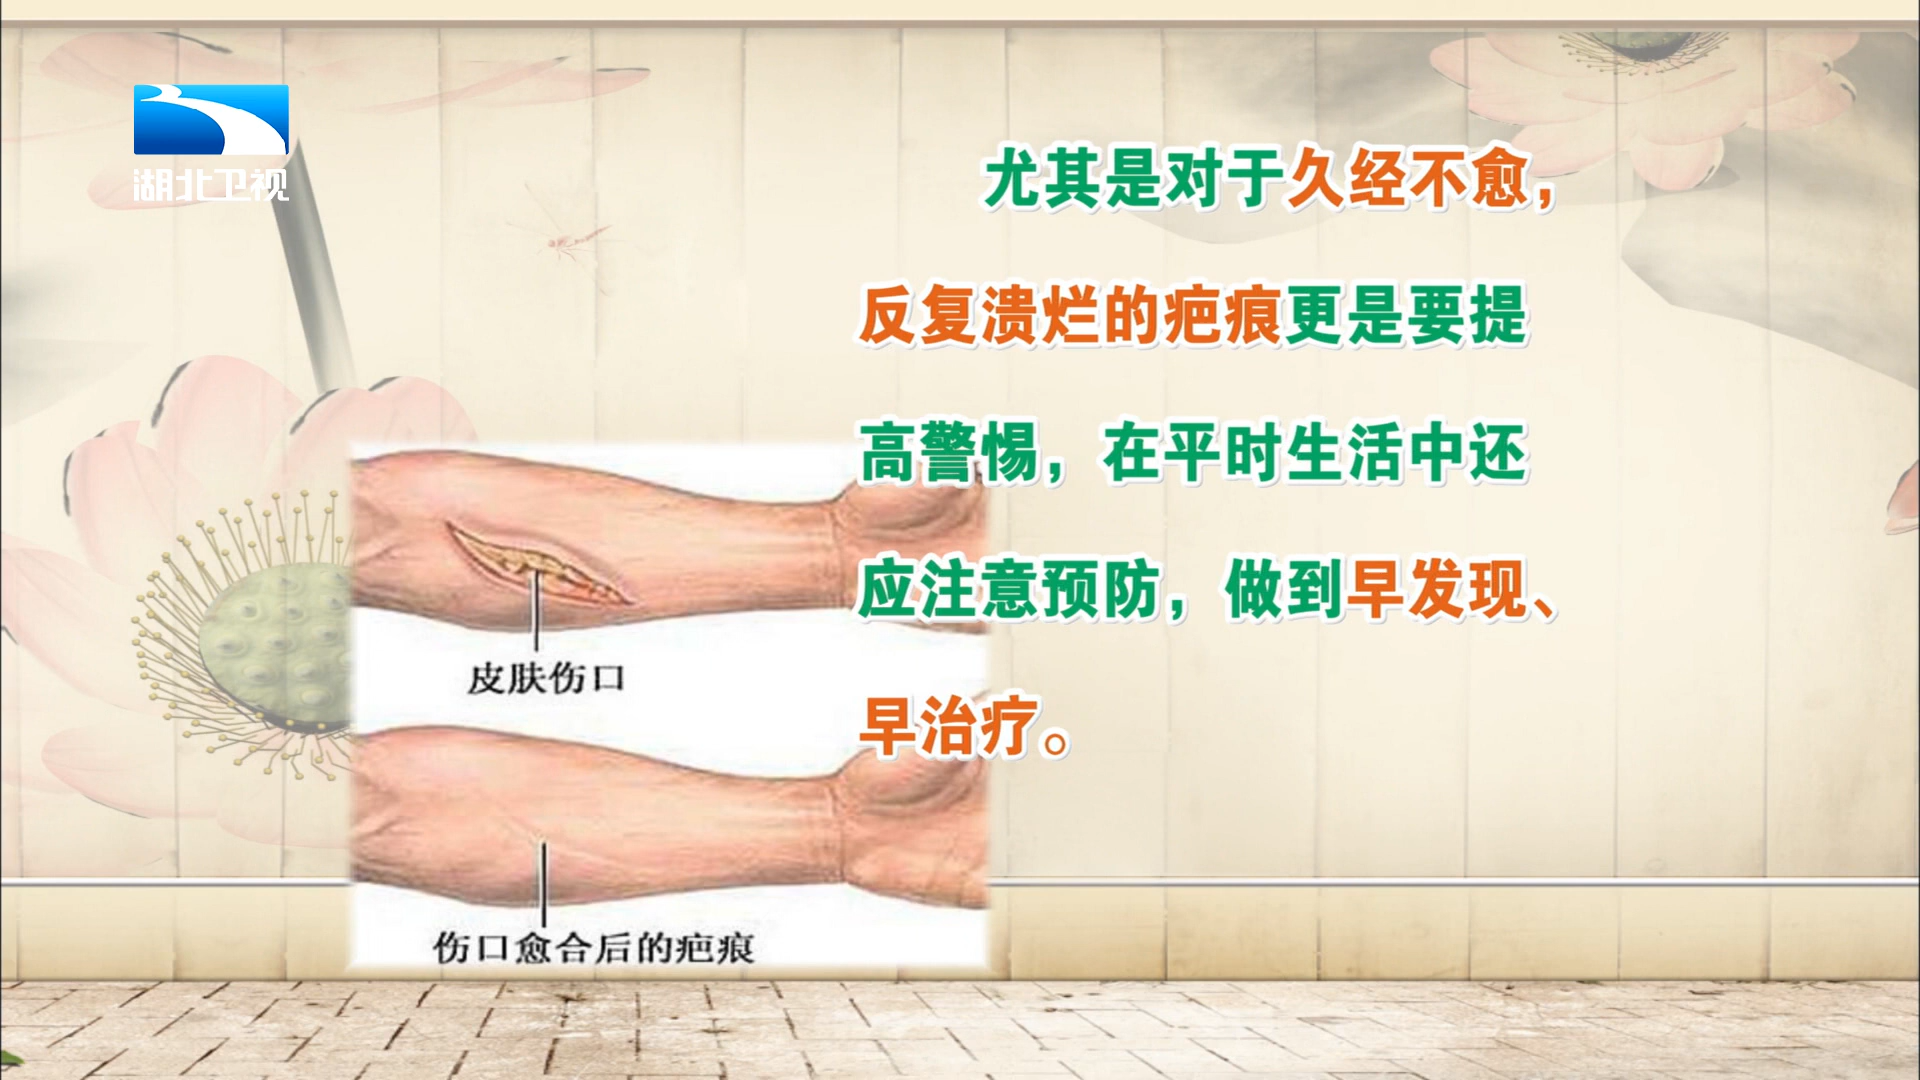 湖北卫视
尤其是对于久经不愈，
反复溃烂的疤痕更是要提
高警惕，在平时生活中还
应注意预防，做到早发现、
早治疗。
皮肤伤口
伤口愈合后的疤痕